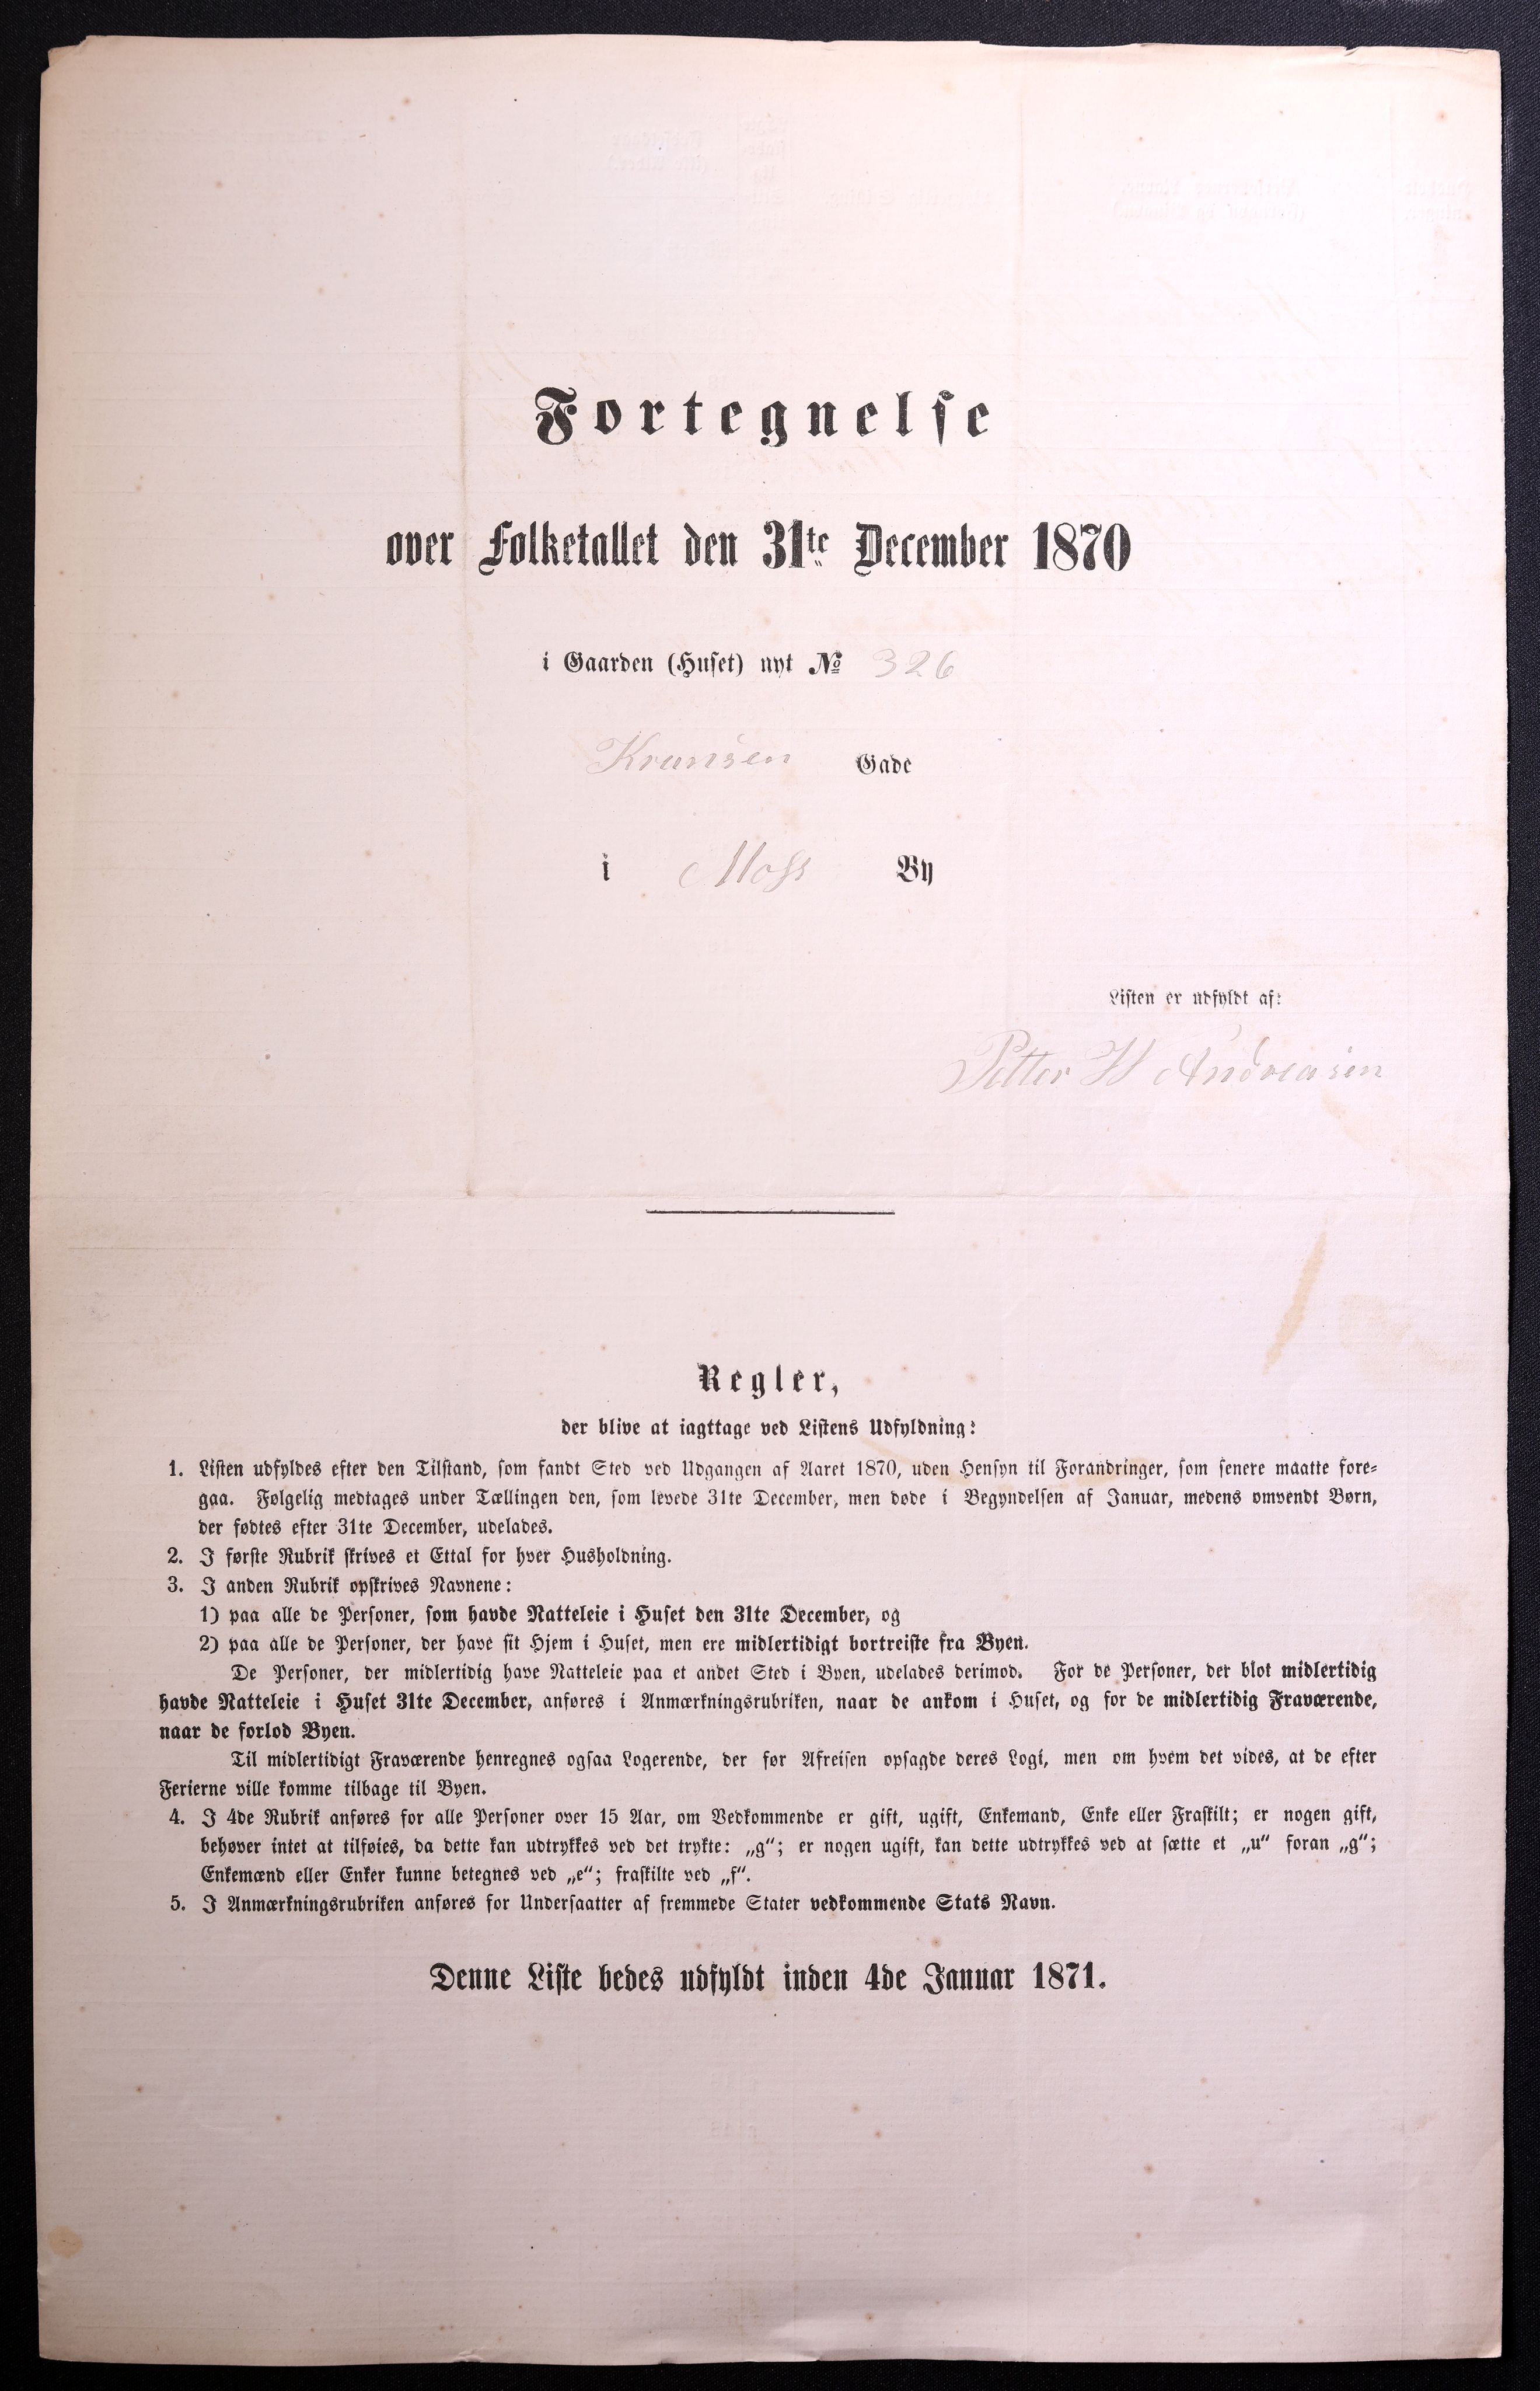 Fortegnelse
over Folketallet den 31te December 1870
i Gaarden (Huset) nyt № 326
Kransen Gade
i Moss By
Listen er udfyldt af:
Petter W Andreasen
Regler,
der blive at iagttage ved Listens Udfyldning:
1. Listen udfyldes efter den Tilstand, som fandt Sted ved Udgangen af Aaret 1870, uden Hensyn til Forandringer, som senere maatte fore-
gaa. Følgelig medtages under Tællingen den, som levede 31te December, men døde i Begyndelsen af Januar, medens omvendt Børn,
der fødtes efter 31te December, udelades.
2. I første Rubrik skrives et Ettal for hver Husholdning.
3. I anden Rubrik opskrives Navnene:
1) paa alle de Personer, som havde Natteleie i Huset den 31te December, og
2) paa alle de Personer, der have sit Hjem i Huset, men ere midlertidigt bortreiste fra Byen.
De Personer, der midlertidig have Natteleie paa et andet Sted i Byen, udelades derimod. For de Personer, der blot midlertidig
havde Natteleie i Huset 31te December, anføres i Anmærkningsrubriken, naar de ankom i Huset, og for de midlertidig Fraværende,
naar de forlod Byen.
Til midlertidigt Fraværende henregnes ogsaa Logerende, der før Afreisen opsagde deres Logi, men om hvem det vides, at de efter
Ferierne ville komme tilbage til Byen.
4. I 4de Rubrik anføres for alle Personer over 15 Aar, om Vedkommende er gift, ugift, Enkemand, Enke eller Fraskilt; er nogen gift,
behøver intet at tilføies, da dette kan udtrykkes ved det trykte: „g“; er nogen ugift, kan dette udtrykkes ved at sætte et „u“ foran „g“;
Enkemænd eller Enker kunne betegnes ved „e“; fraskilte ved „f“.
5. I Anmærkningsrubriken anføres for Undersaatter af fremmede Stater vedkommende Stats Navn.
Denne Liste bedes udfyldt inden 4de Januar 1871.